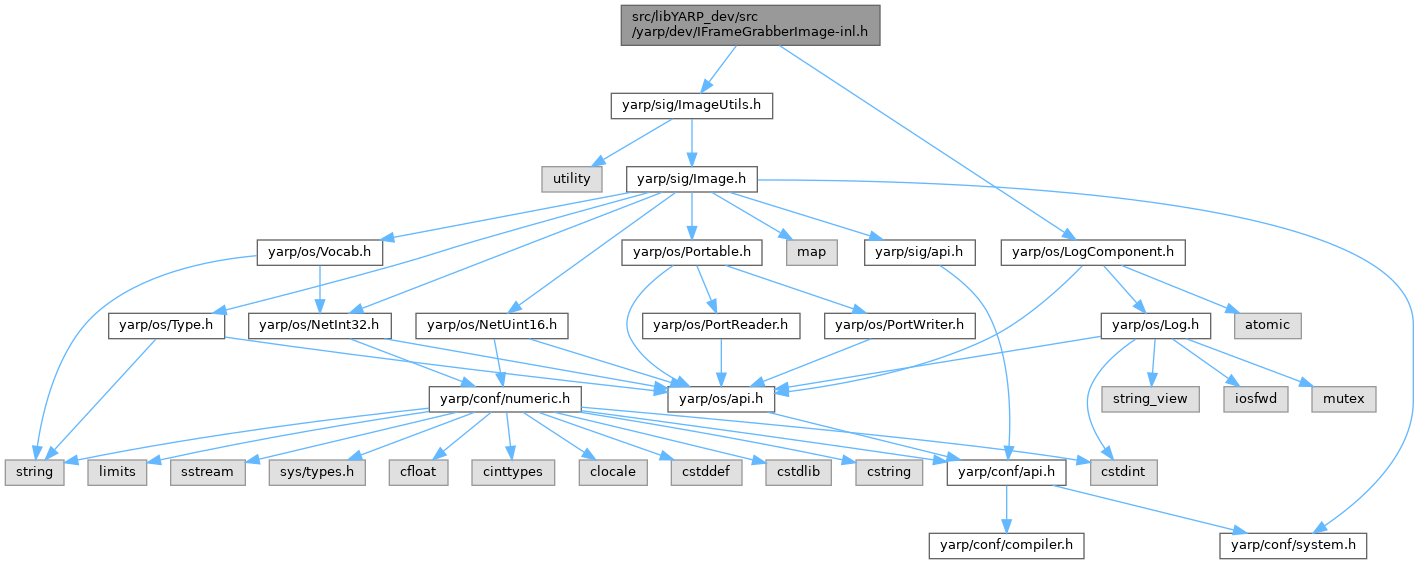 src/libYARP_dev/src
/yarp/dev/IFrameGrabberImage-inl.h
yarp/sig/ImageUtils.h
utility
yarp/sig/Image.h
yarp/os/Vocab.h
yarp/os/Portable.h
map
yarp/sig/api.h
yarp/os/LogComponent.h
yarp/os/Type.h
yarp/os/NetInt32.h
yarp/os/NetUint16.h
yarp/os/PortReader.h
yarp/os/PortWriter.h
yarp/os/Log.h
atomic
yarp/conf/numeric.h
yarp/os/api.h
string_view
iosfwd
mutex
string
limits
sstream
sys/types.h
cfloat
cinttypes
clocale
cstddef
cstdlib
cstring
yarp/conf/api.h
cstdint
yarp/conf/compiler.h
yarp/conf/system.h